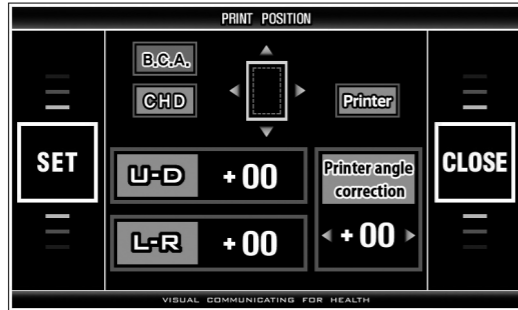 PRINT POSITION
B.C.A.
CHD
Printer
SET
U-D +00
Printer angle
correction
CLOSE
L-R +00
+00
VISUAL COMMUNICATING FOR HEALTH